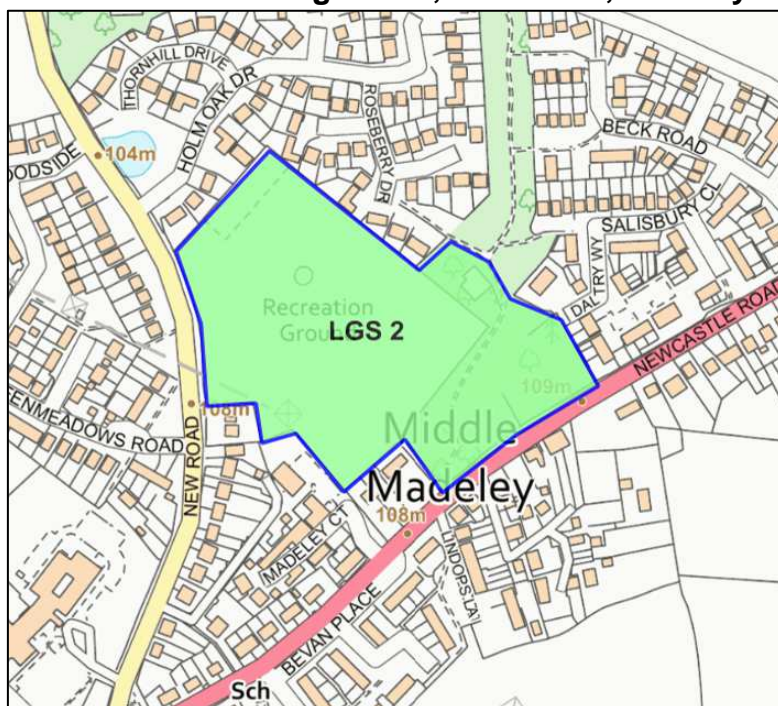 THORNHILL DRIVE
HOLM OAK DR
ROSEBERRY DR
BECK ROAD
104m
SALISBURY CL
DALTRY WY
NEWCASTLE ROAD
Recreation
Ground
LGS 2
109m
108m
NEW ROAD
Middle
Madeley
108m
MADELEY CT
LINDOPS LA
BEVAN PLACE
Sch